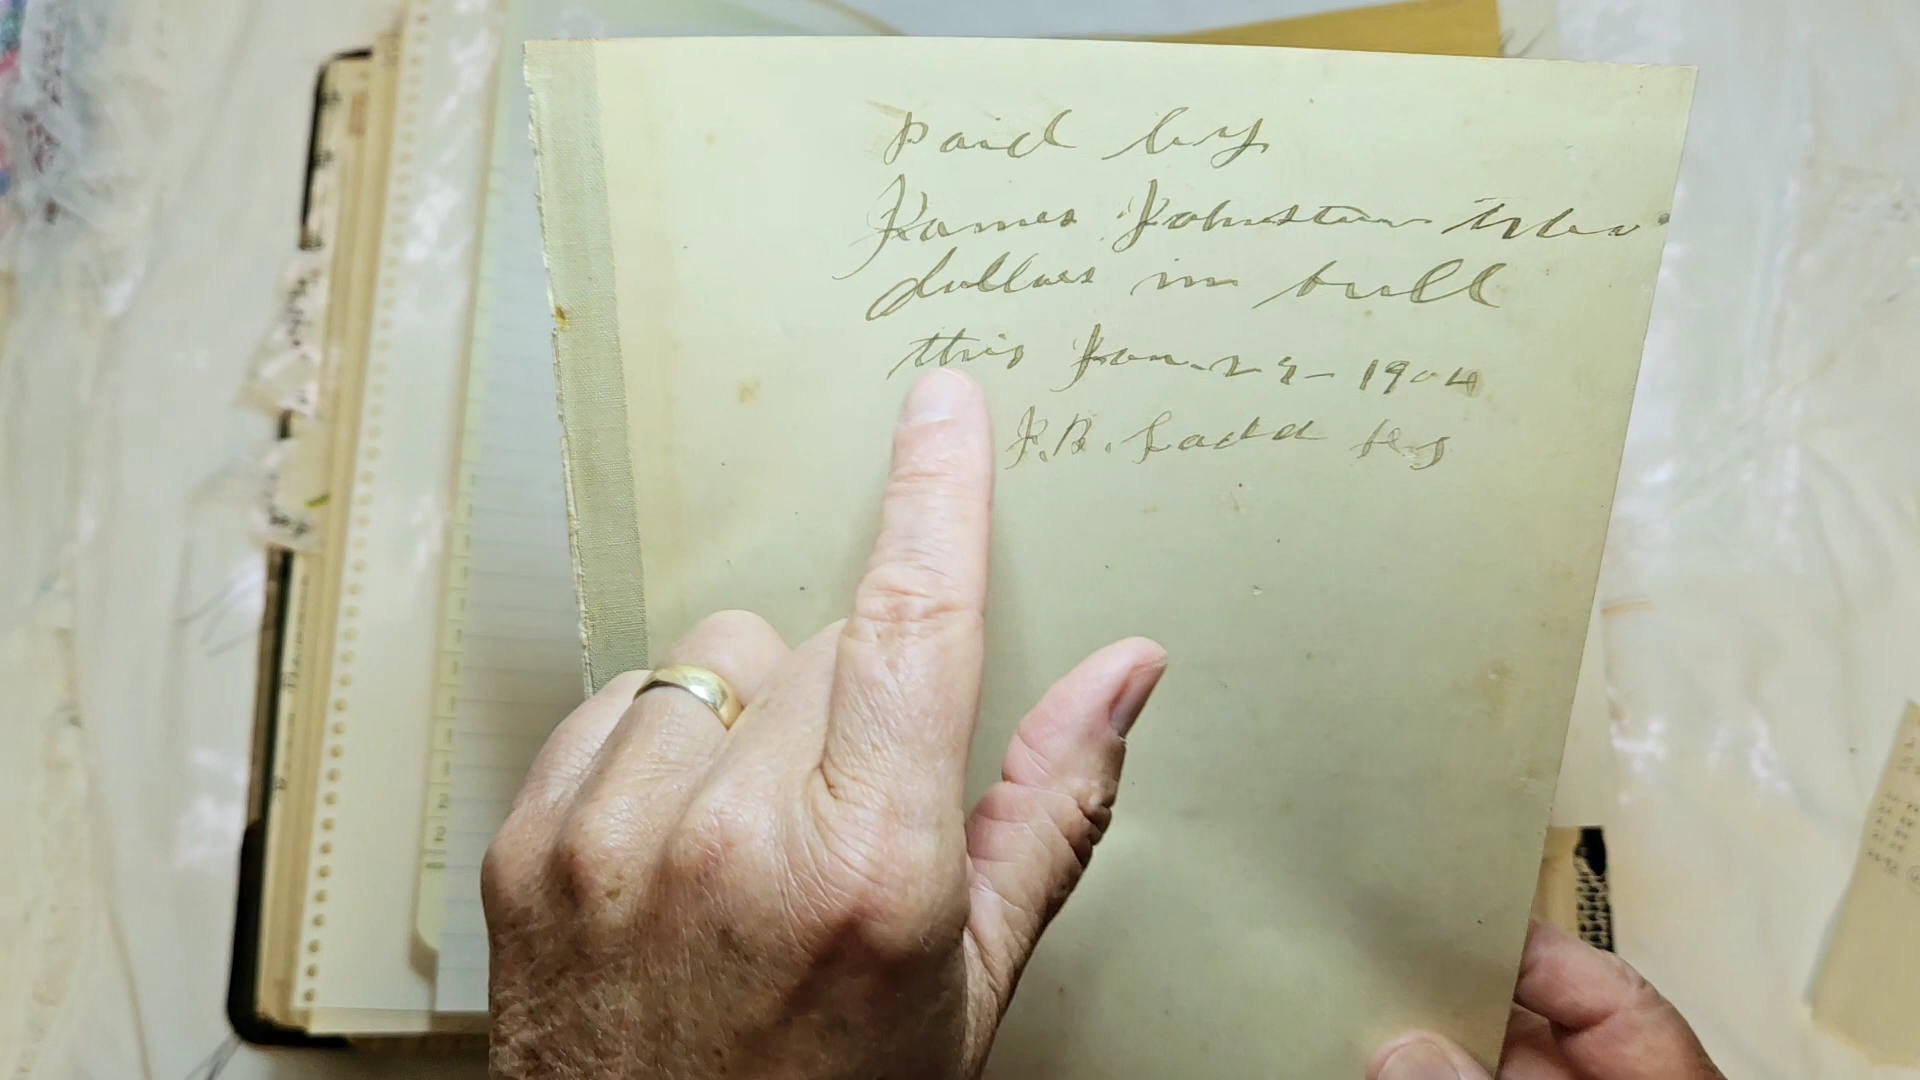 paid by
James Johnston
dollars in full
this Jan. 29 - 1904
J.B. Ladd